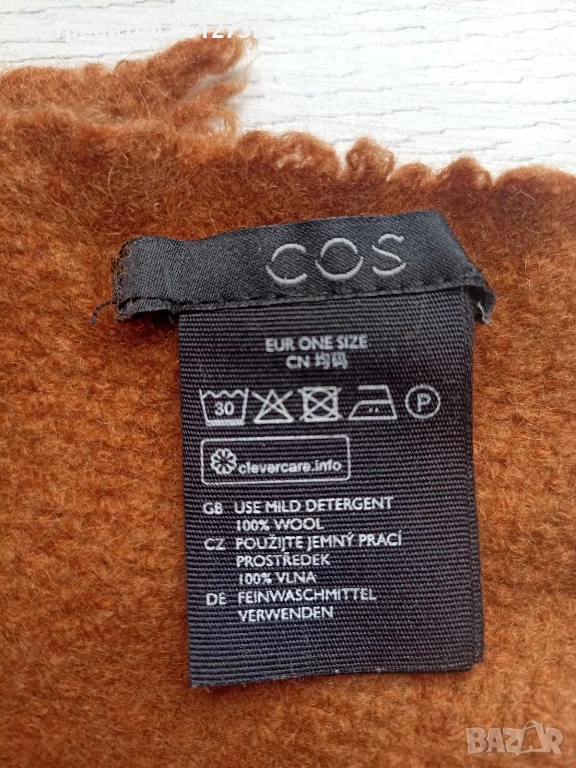 COS
EUR ONE SIZE
CN 均码
30
P
clevercare.info
GB USE MILD DETERGENT
100% WOOL
CZ POUŽIJTE JEMNÝ PRACÍ
PROSTŘEDEK
100% VLNA
DE FEINWASCHMITTEL
VERWENDEN
BAZAR